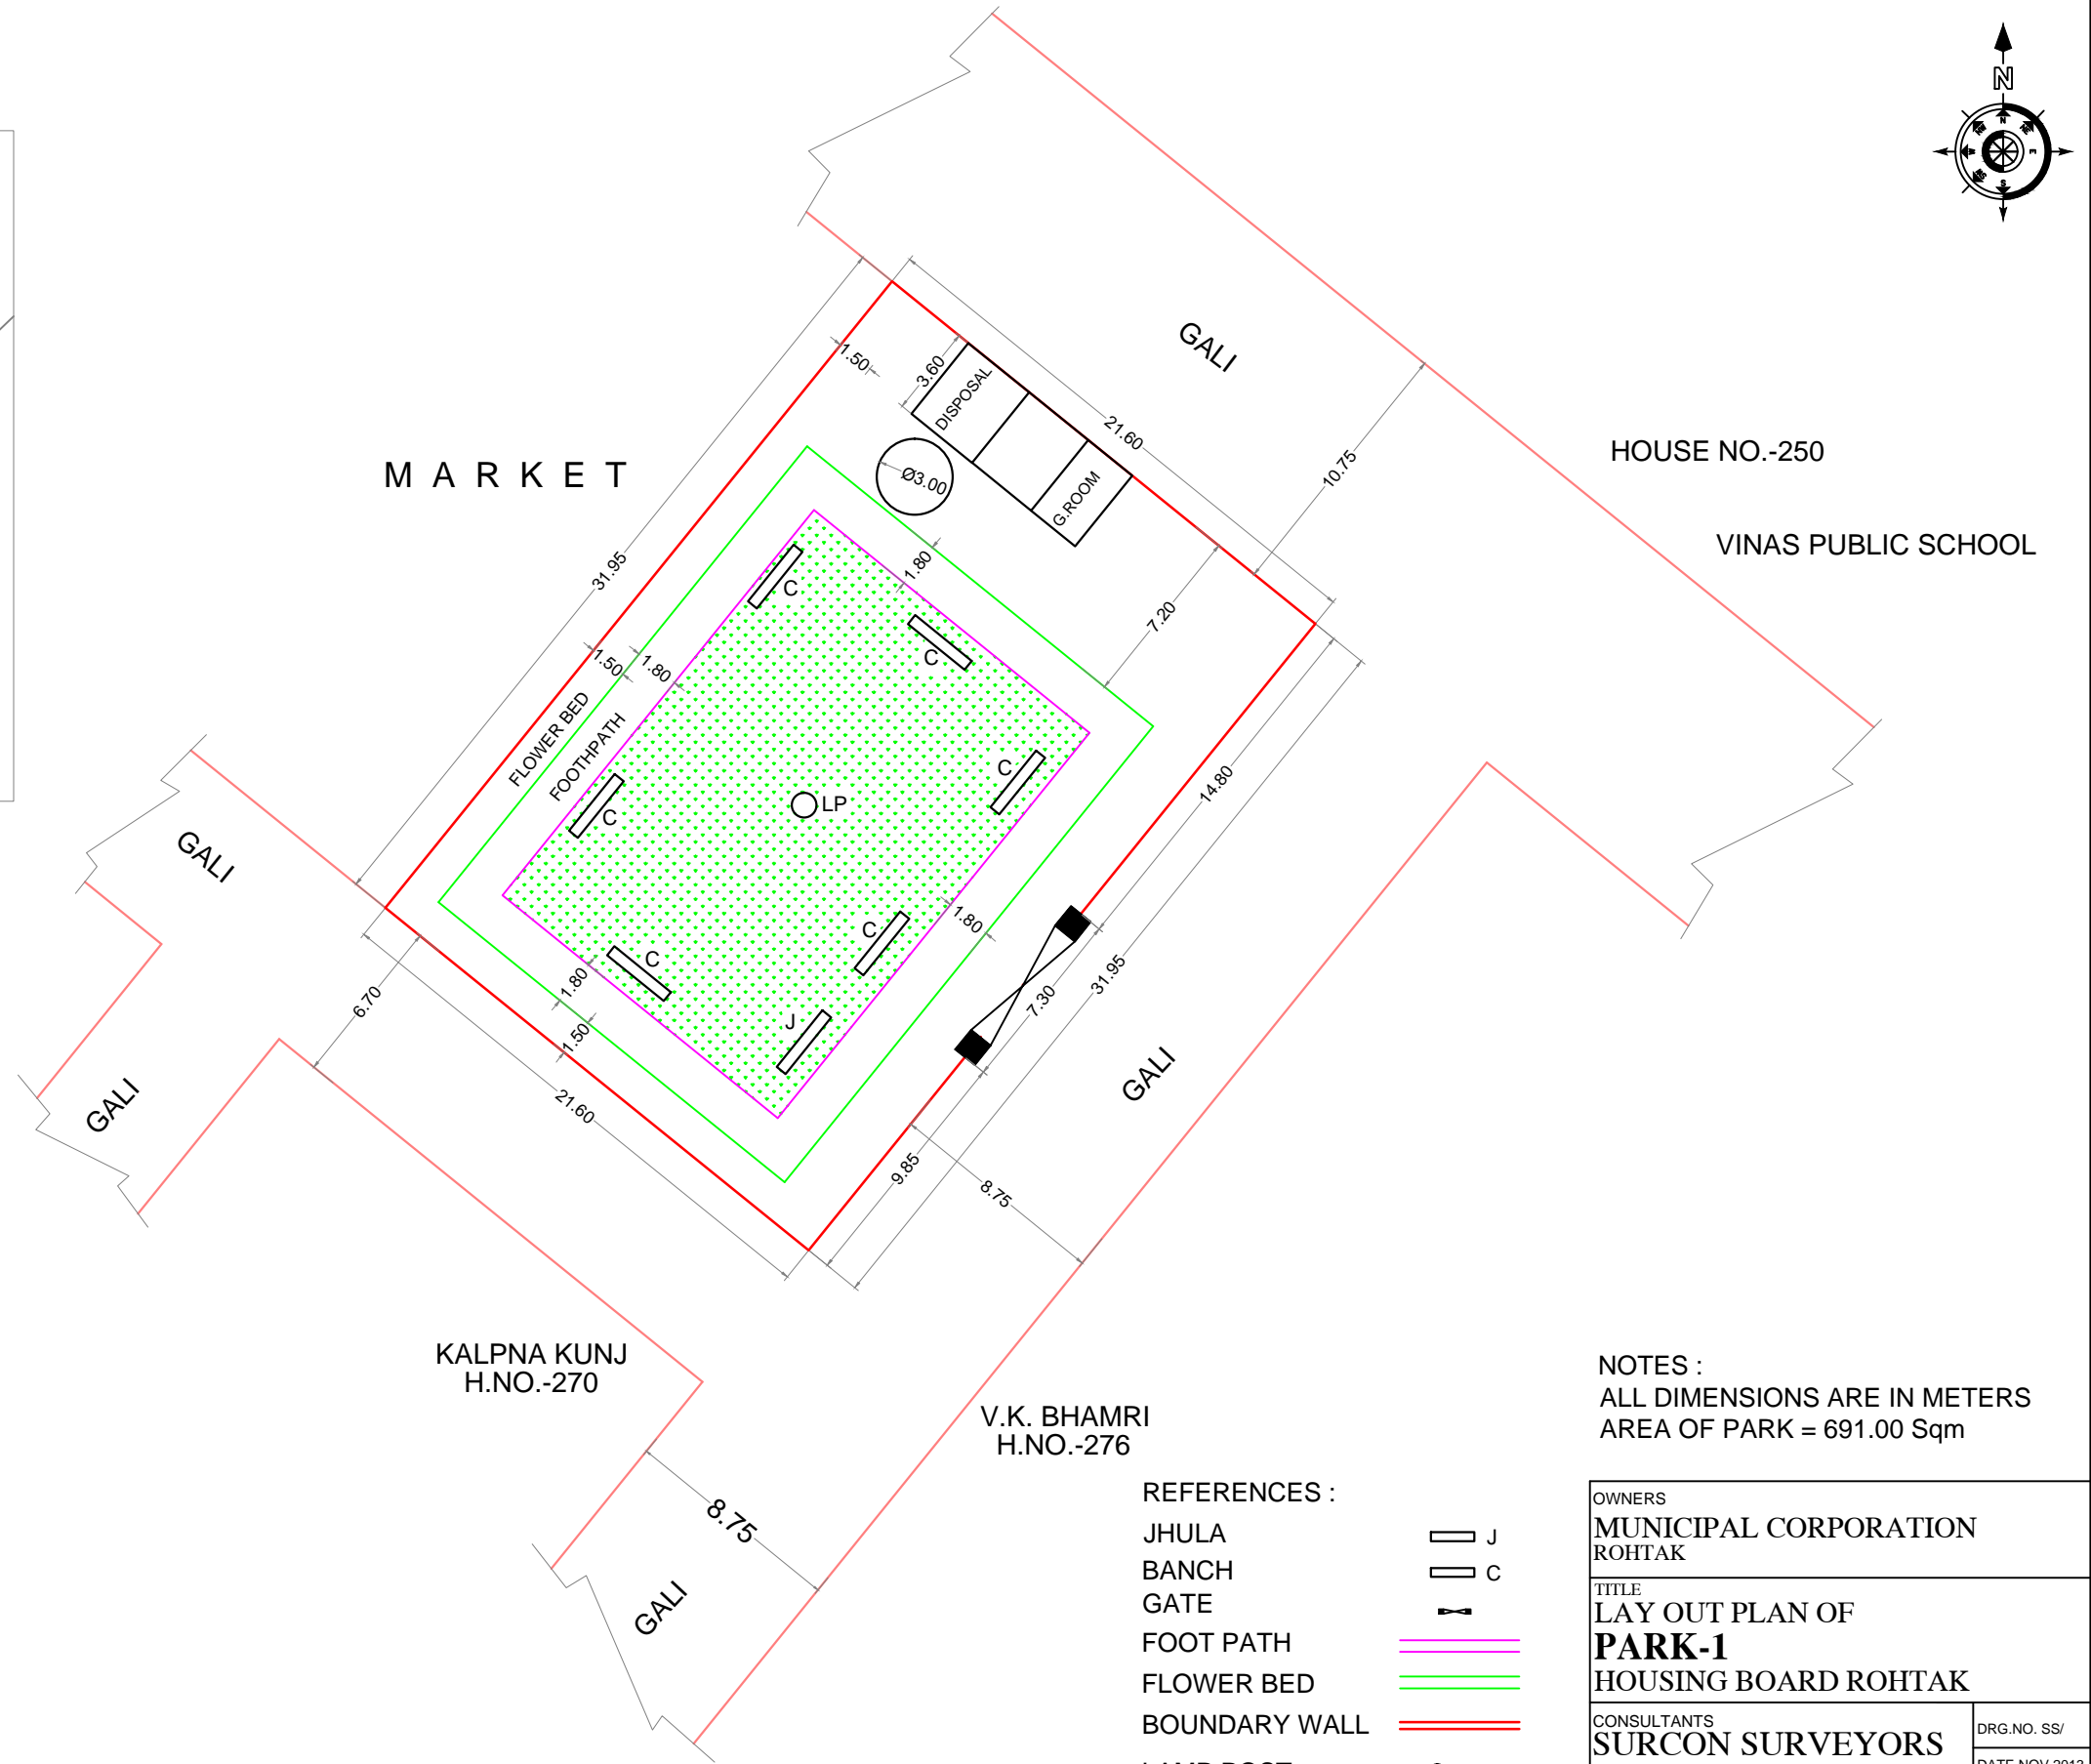 N
N
NE
E
S
SW
W
NW
GALI
1.50
3.60
DISPOSAL
21.60
HOUSE NO.-250
10.75
MARKET
Ø3.00
G.ROOM
VINAS PUBLIC SCHOOL
31.95
1.80
C
7.20
C
1.50
1.80
FLOWER BED
FOOTHPATH
C
14.80
LP
C
GALI
1.80
C
C
31.95
1.80
6.70
7.30
J
1.50
GALI
GALI
21.60
9.85
8.75
KALPNA KUNJ
H.NO.-270
V.K. BHAMRI
H.NO.-276
8.75
GALI
NOTES :
ALL DIMENSIONS ARE IN METERS
AREA OF PARK = 691.00 Sqm
REFERENCES :
JHULA J
BANCH C
GATE
FOOT PATH
FLOWER BED
BOUNDARY WALL
OWNERS
MUNICIPAL CORPORATION
ROHTAK
TITLE
LAY OUT PLAN OF
PARK-1
HOUSING BOARD ROHTAK
CONSULTANTS
SURCON SURVEYORS
DRG.NO. SS/